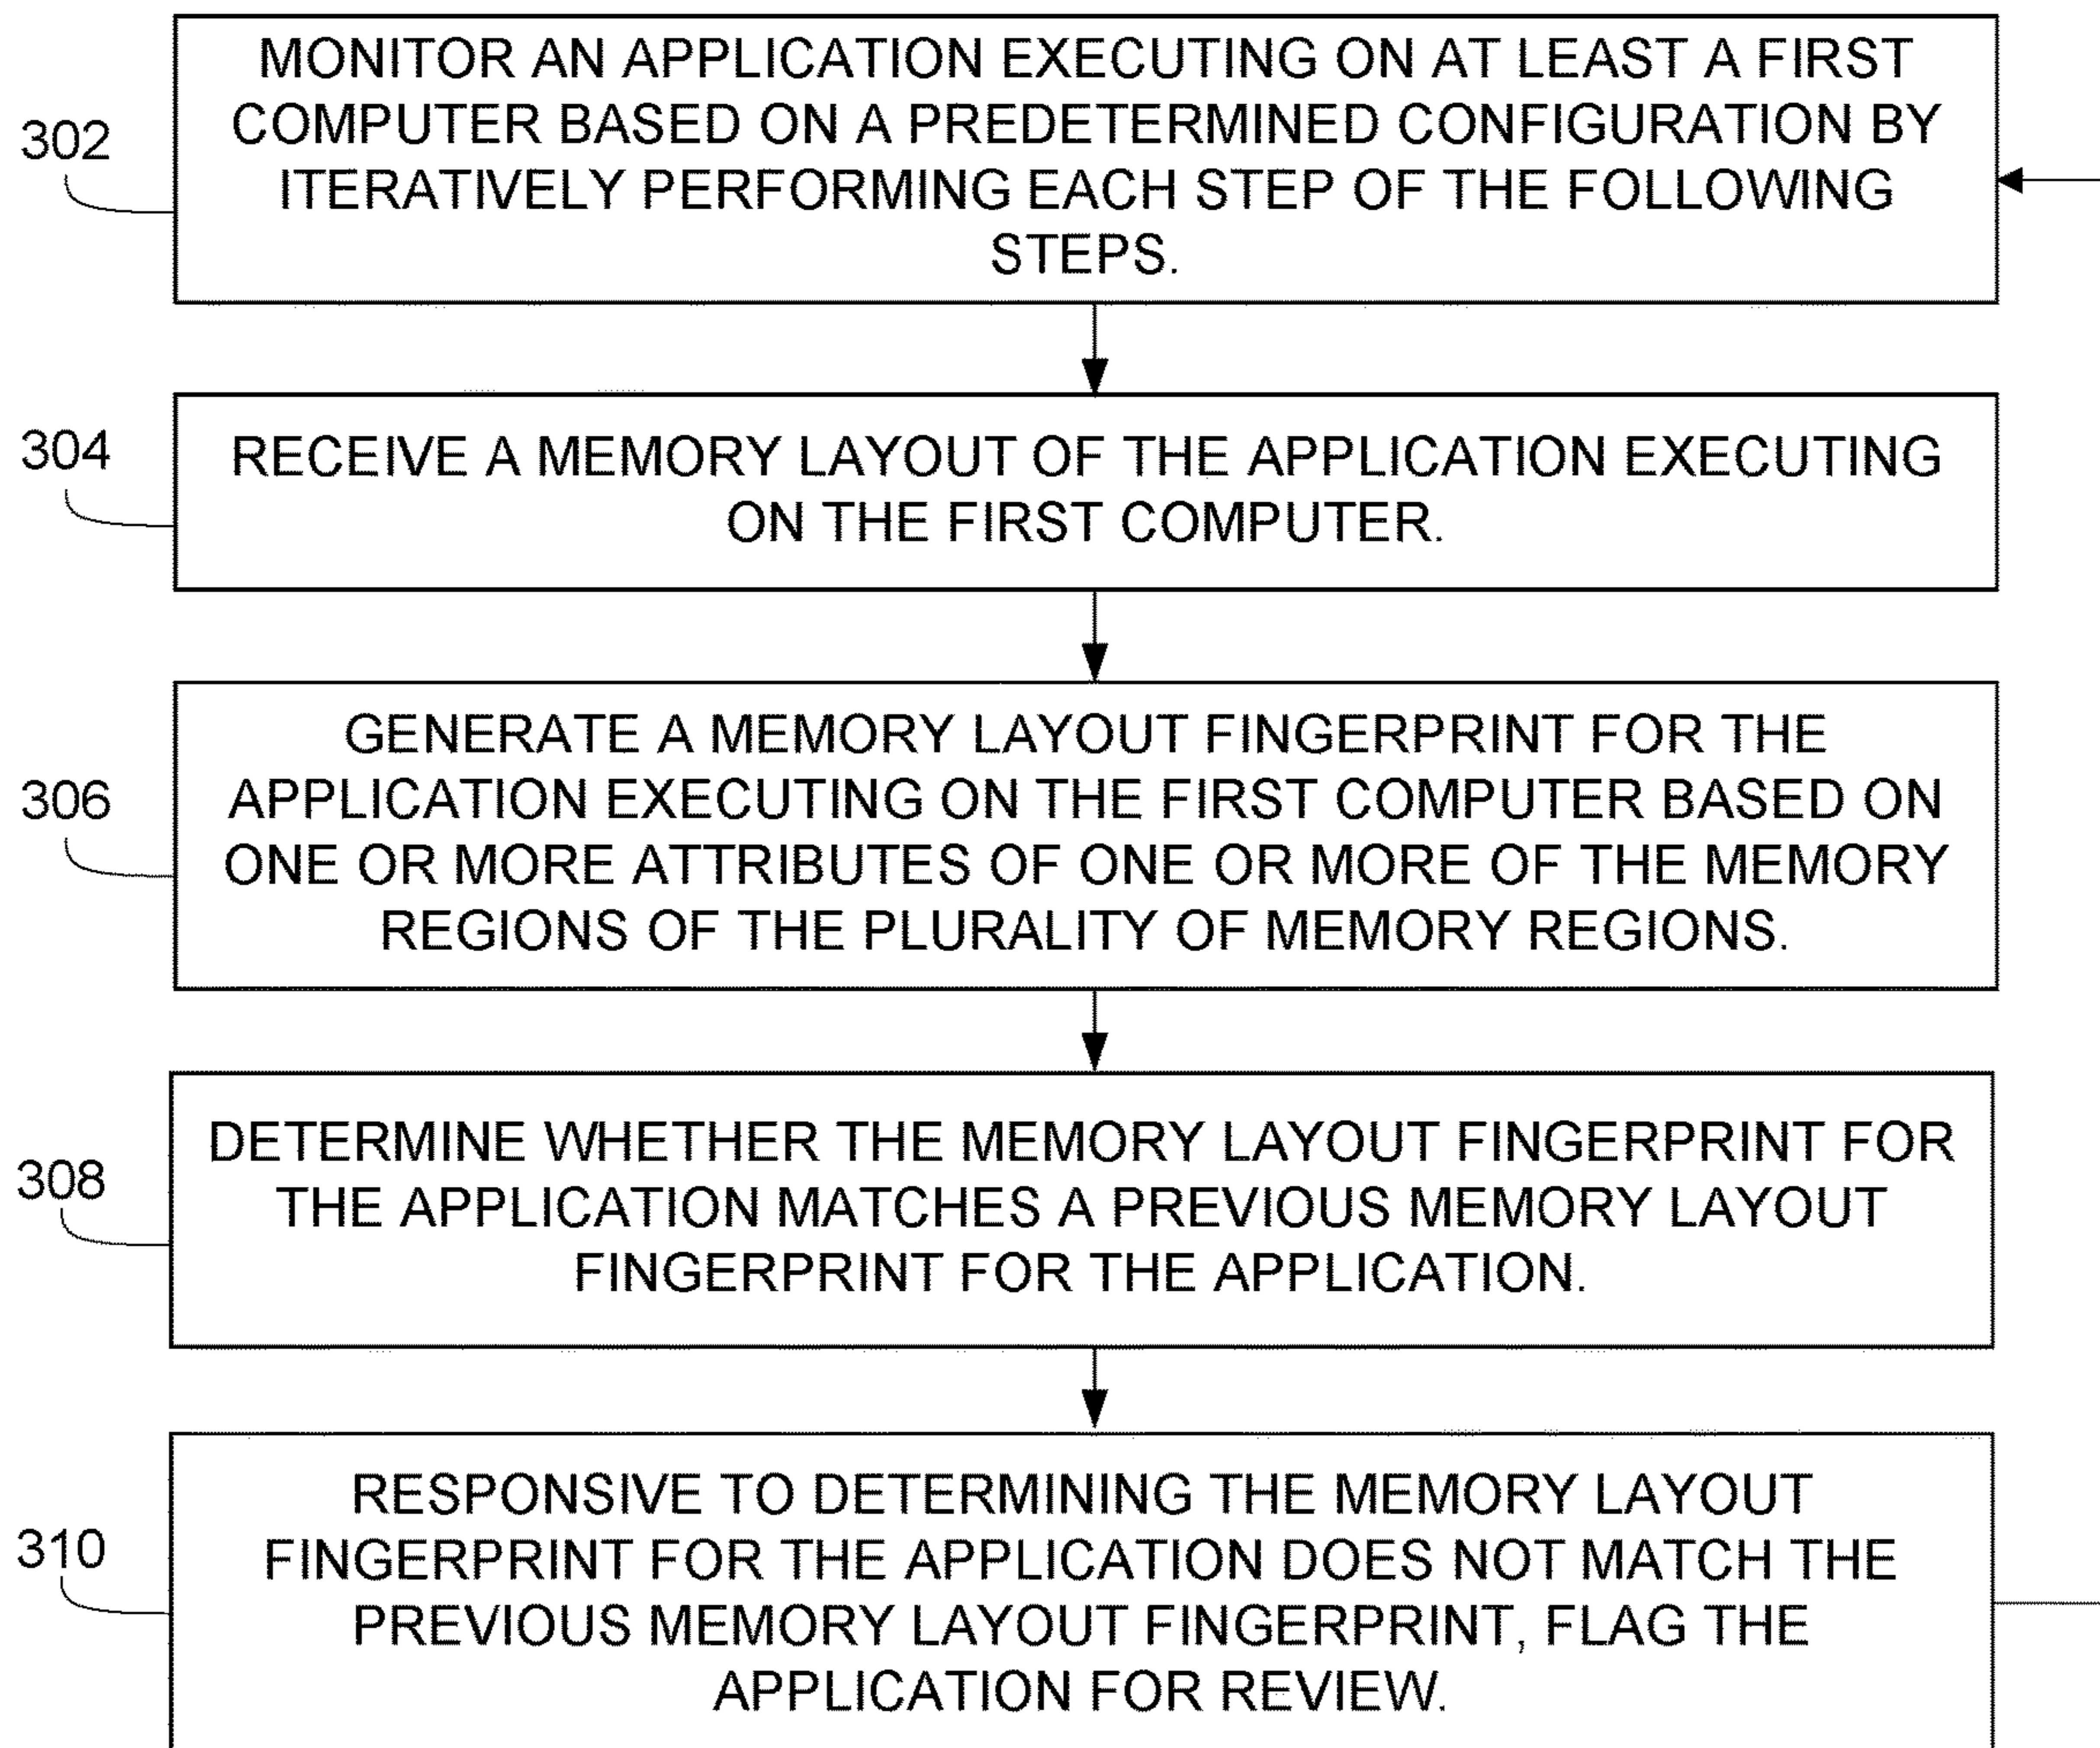 MONITOR AN APPLICATION EXECUTING ON AT LEAST A FIRST
COMPUTER BASED ON A PREDETERMINED CONFIGURATION BY
ITERATIVELY PERFORMING EACH STEP OF THE FOLLOWING
STEPS.
302
RECEIVE A MEMORY LAYOUT OF THE APPLICATION EXECUTING
ON THE FIRST COMPUTER.
304
GENERATE A MEMORY LAYOUT FINGERPRINT FOR THE
APPLICATION EXECUTING ON THE FIRST COMPUTER BASED ON
ONE OR MORE ATTRIBUTES OF ONE OR MORE OF THE MEMORY
REGIONS OF THE PLURALITY OF MEMORY REGIONS.
306
DETERMINE WHETHER THE MEMORY LAYOUT FINGERPRINT FOR
THE APPLICATION MATCHES A PREVIOUS MEMORY LAYOUT
FINGERPRINT FOR THE APPLICATION.
308
RESPONSIVE TO DETERMINING THE MEMORY LAYOUT
FINGERPRINT FOR THE APPLICATION DOES NOT MATCH THE
PREVIOUS MEMORY LAYOUT FINGERPRINT, FLAG THE
APPLICATION FOR REVIEW.
310